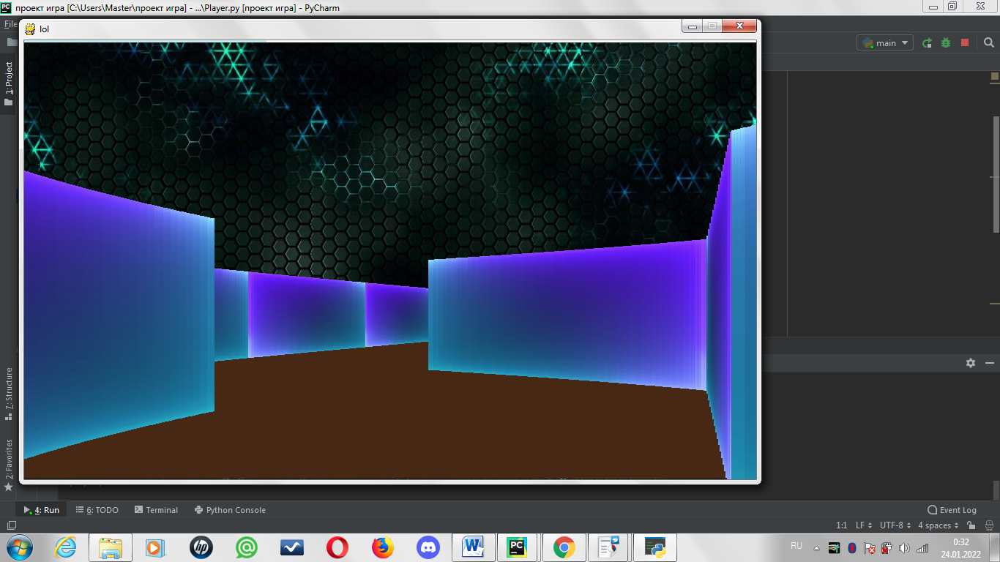 проект игра [C:\Users\Master\проект игра] - ...\Player.py [проект игра] - PyCharm
File
lol
main
1: Project
7: Structure
2: Favorites
4: Run
6: TODO
Terminal
Python Console
Event Log
1:1
LF
UTF-8
4 spaces
RU
0:32
24.01.2022